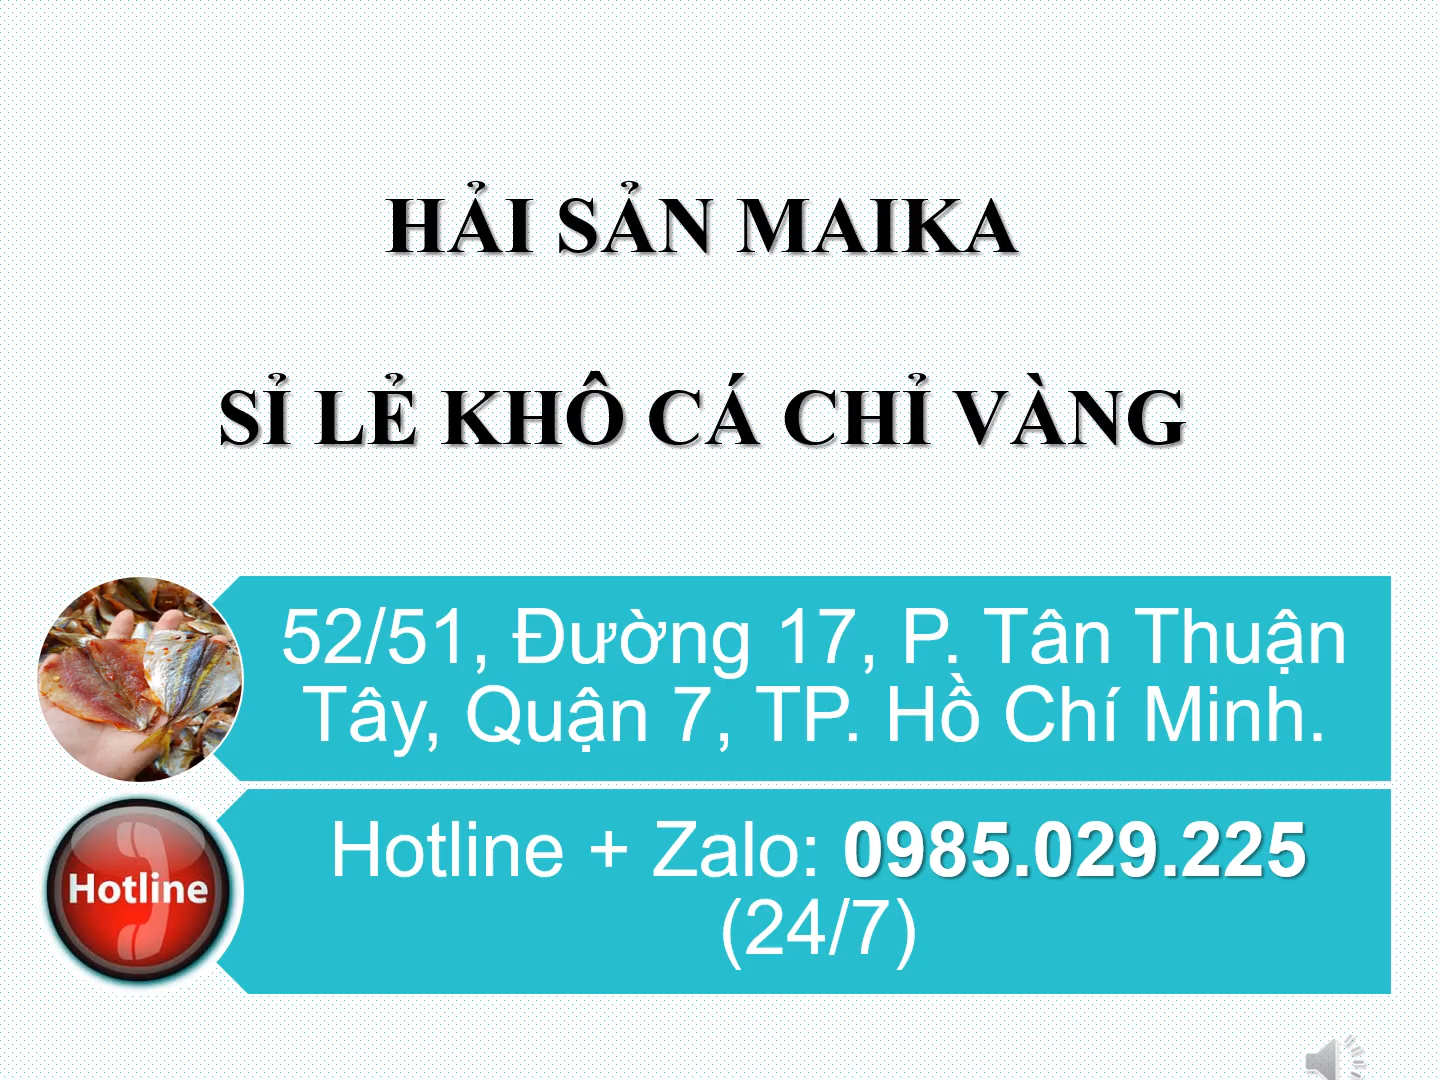 HẢI SẢN MAIKA
SỈ LẺ KHÔ CÁ CHỈ VÀNG
52/51, Đường 17, P. Tân Thuận
Tây, Quận 7, TP. Hồ Chí Minh.
Hotline
Hotline + Zalo: 0985.029.225
(24/7)